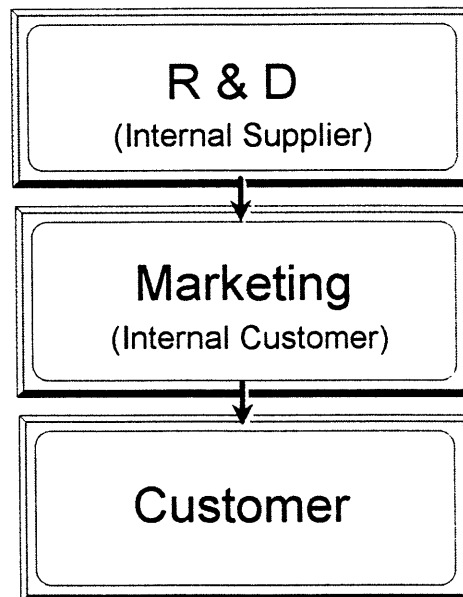 R & D
(Internal Supplier)
Marketing
(Internal Customer)
Customer